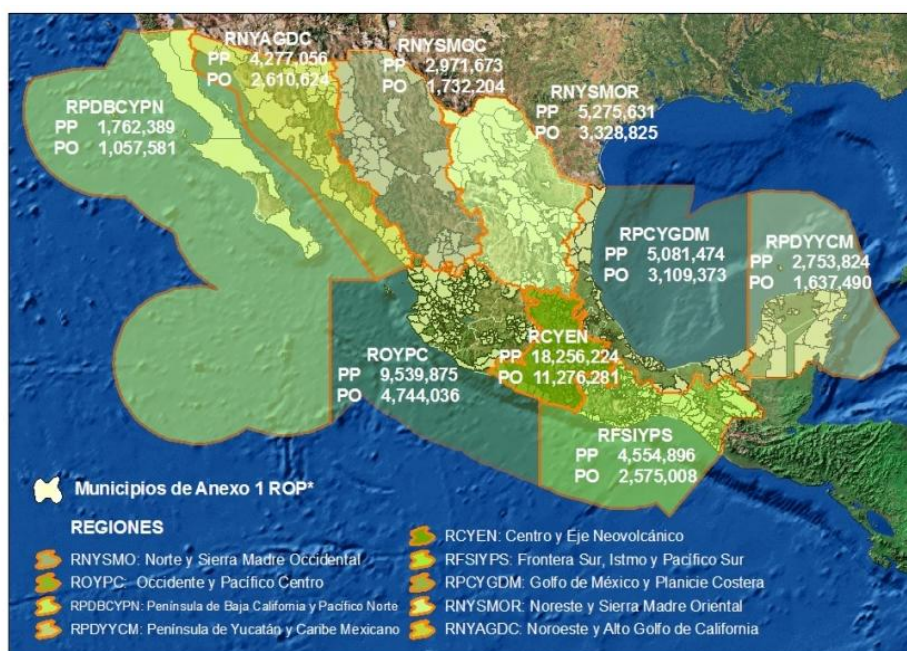 RNYAGDC
PP 4,277,056
PO 2,610,624
RNYSMOC
PP 2,971,673
PO 1,732,204
RNYSMOR
PP 5,275,631
PO 3,328,825
RPDBCYPN
PP 1,762,389
PO 1,057,581
RPCYGDM
PP 5,081,474
PO 3,109,373
RPDYYCM
PP 2,753,824
PO 1,637,490
RCYEN
PP 18,256,224
PO 11,276,281
ROYPC
PP 9,539,875
PO 4,744,036
RFSIYPS
PP 4,554,896
PO 2,575,008
Municipios de Anexo 1 ROP*
REGIONES
RNYSMO: Norte y Sierra Madre Occidental
ROYPC: Occidente y Pacífico Centro
RPDBCYPN: Península de Baja California y Pacífico Norte
RPDYYCM: Península de Yucatán y Caribe Mexicano
RCYEN: Centro y Eje Neovolcánico
RFSIYPS: Frontera Sur, Istmo y Pacífico Sur
RPCYGDM: Golfo de México y Planicie Costera
RNYSMOR: Noreste y Sierra Madre Oriental
RNYAGDC: Noroeste y Alto Golfo de California